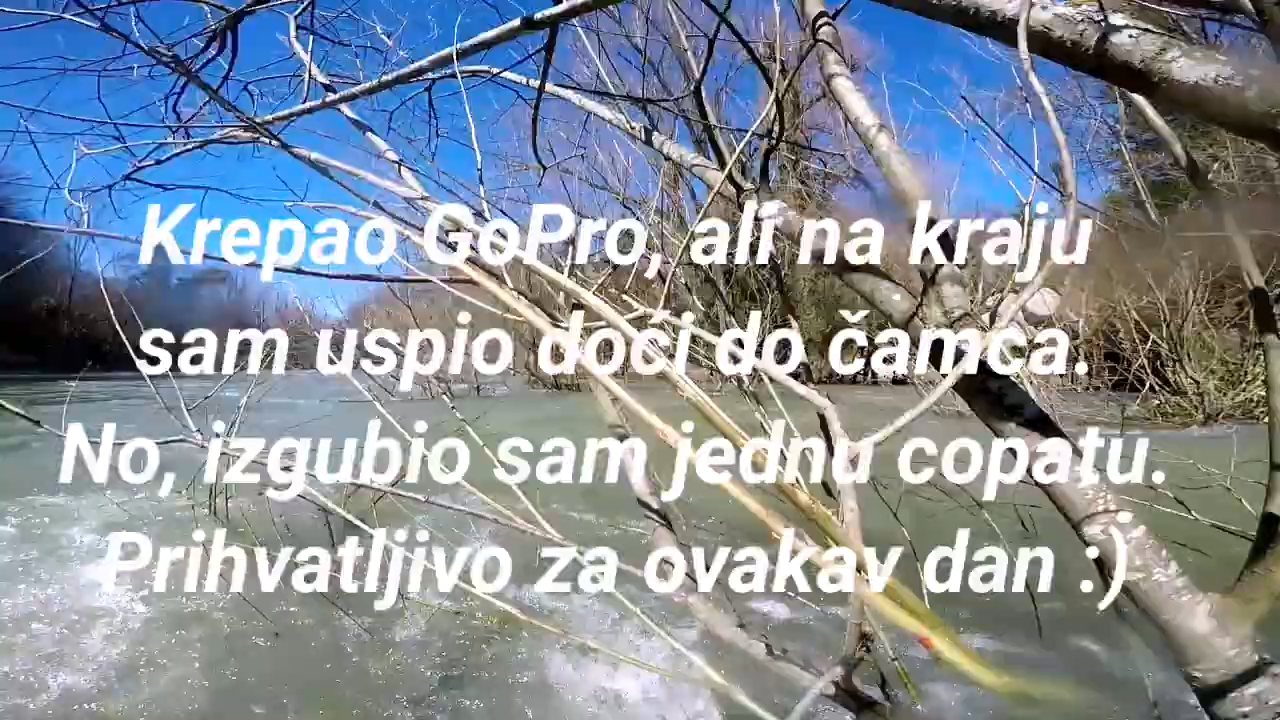 Krepao GoPro, ali na kraju
sam uspio doći do čamca.
No, izgubio sam jednu copatu.
Prihvatljivo za ovakav dan :)